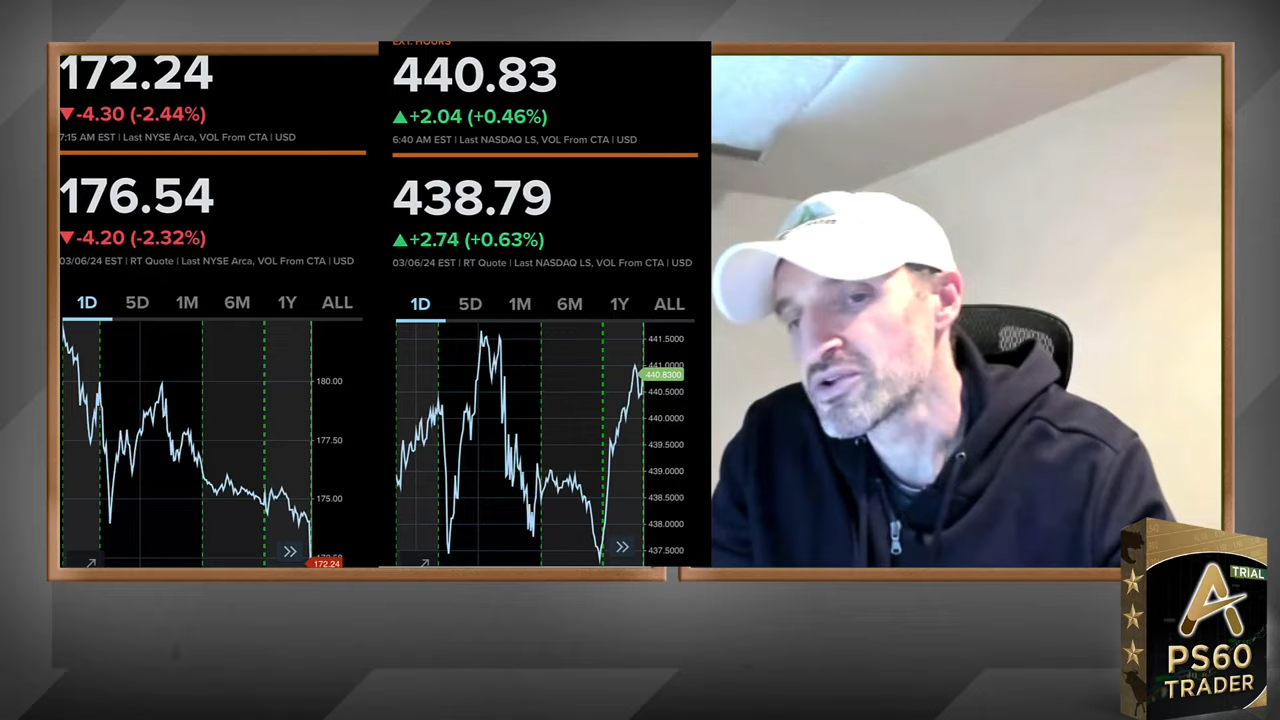 172.24
▼-4.30 (-2.44%)
7:15 AM EST | Last NYSE Arca, VOL From CTA | USD
176.54
▼-4.20 (-2.32%)
03/06/24 EST | RT Quote | Last NYSE Arca, VOL From CTA | USD
1D 5D 1M 6M 1Y ALL
180.00
177.50
175.00
172.24
EXT. HOURS
440.83
▲+2.04 (+0.46%)
6:40 AM EST | Last NASDAQ LS, VOL From CTA | USD
438.79
▲+2.74 (+0.63%)
03/06/24 EST | RT Quote | Last NASDAQ LS, VOL From CTA | USD
1D 5D 1M 6M 1Y ALL
441.5000
441.0000
440.8300
440.5000
440.0000
439.5000
439.0000
438.5000
438.0000
437.5000
TRIAL
PS60
TRADER